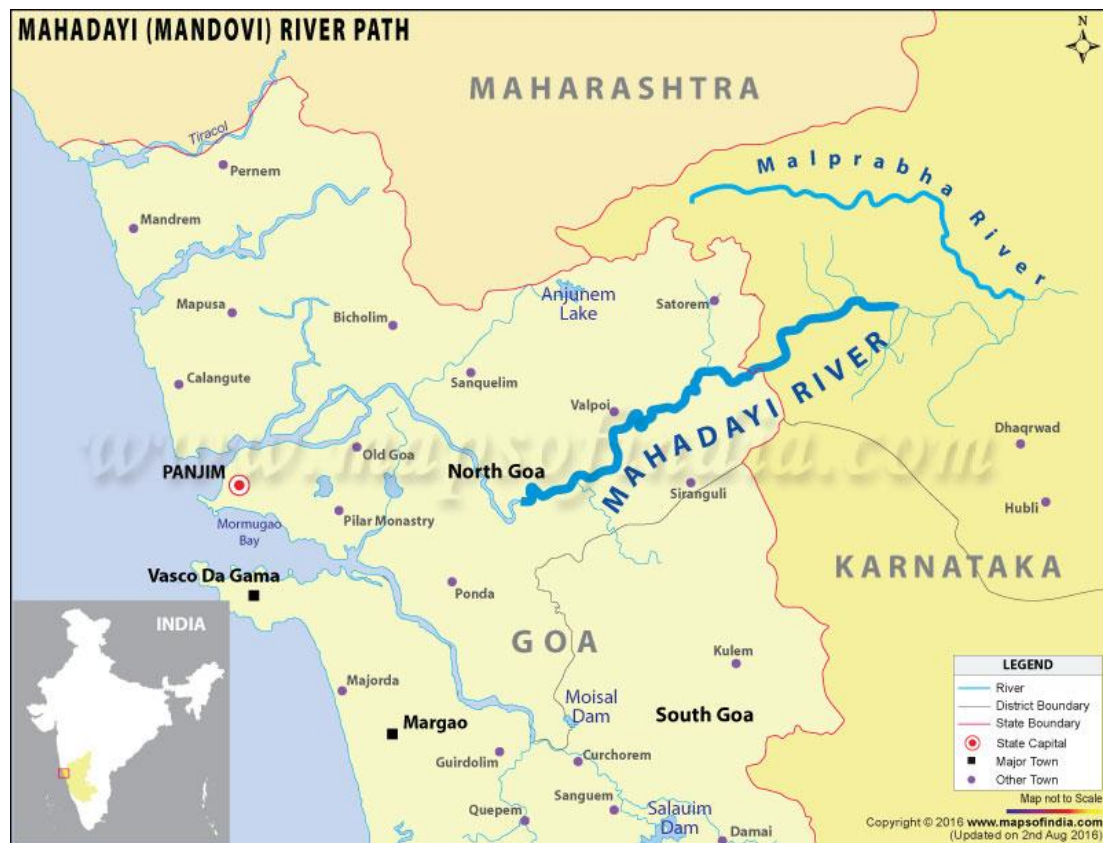 MAHADAYI (MANDOVI) RIVER PATH
N
MAHARASHTRA
Tiracol
Pernem
Malprabha River
Mandrem
Anjunem
Lake
Satorem
Mapusa
Bicholim
Sanquelim
Calangute
Valpoi
MAHADAYI RIVER
Dhaqrwad
www.mapsofindia.com
Old Goa
North Goa
PANJIM
Siranguli
Hubli
Pilar Monastry
Mormugao
Bay
KARNATAKA
Vasco Da Gama
Ponda
INDIA
GOA
Kulem
LEGEND
River
District Boundary
State Boundary
State Capital
Major Town
Other Town
Map not to Scale
Majorda
Moisal
Dam
South Goa
Margao
Guirdolim
Curchorem
Sanguem
Quepem
Salauim
Dam
Damai
Copyright © 2016 www.mapsofindia.com
(Updated on 2nd Aug 2016)